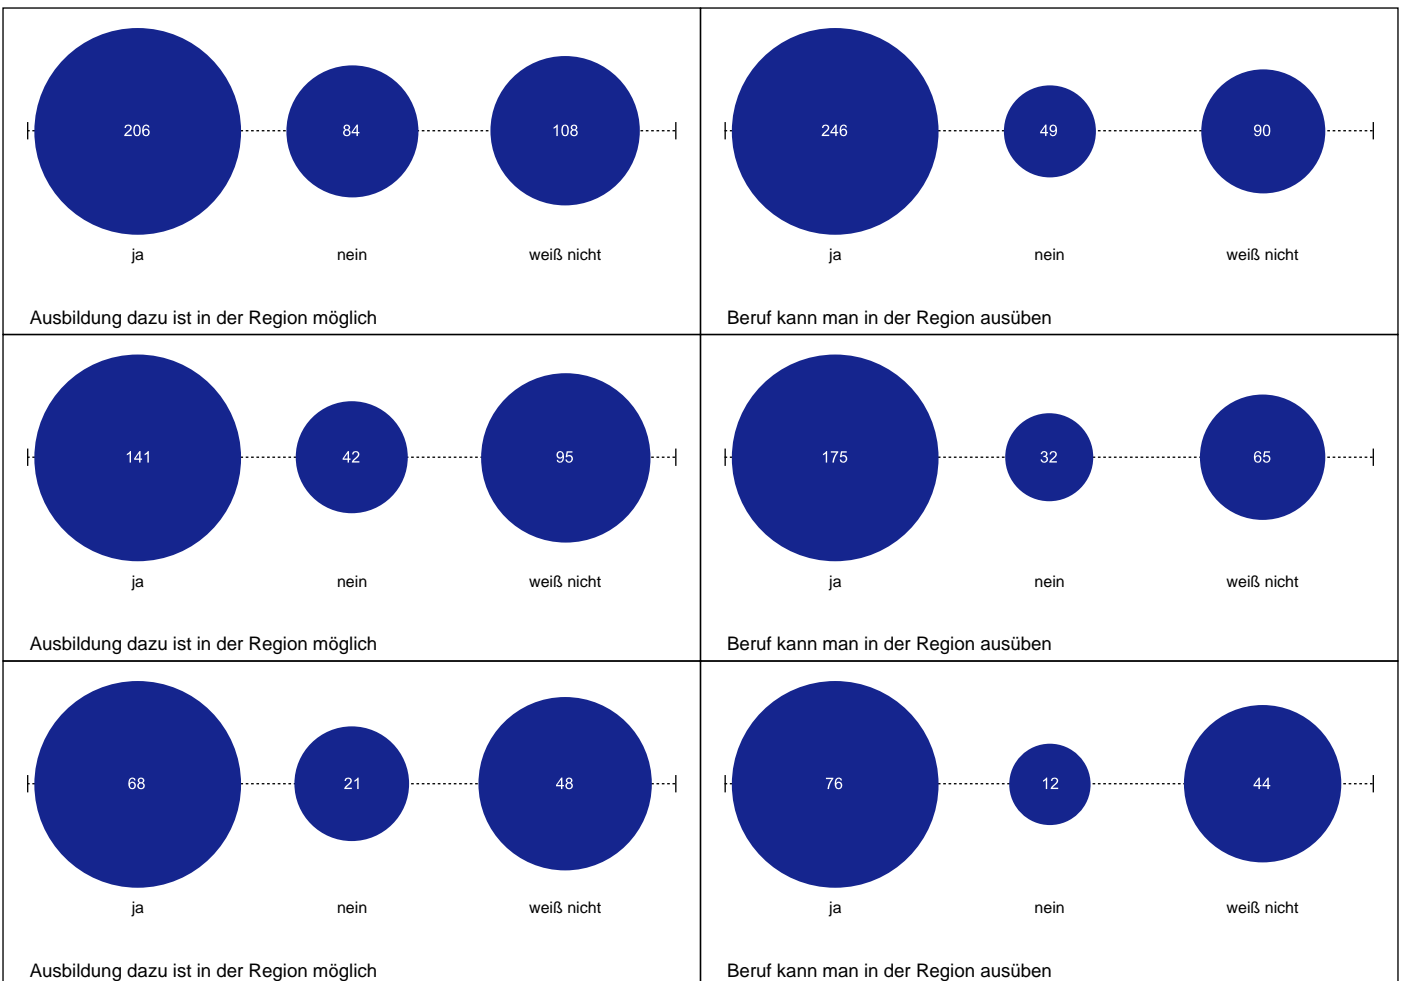 206 84 108
ja nein weiß nicht
Ausbildung dazu ist in der Region möglich
246 49 90
ja nein weiß nicht
Beruf kann man in der Region ausüben
141 42 95
ja nein weiß nicht
Ausbildung dazu ist in der Region möglich
175 32 65
ja nein weiß nicht
Beruf kann man in der Region ausüben
68 21 48
ja nein weiß nicht
Ausbildung dazu ist in der Region möglich
76 12 44
ja nein weiß nicht
Beruf kann man in der Region ausüben